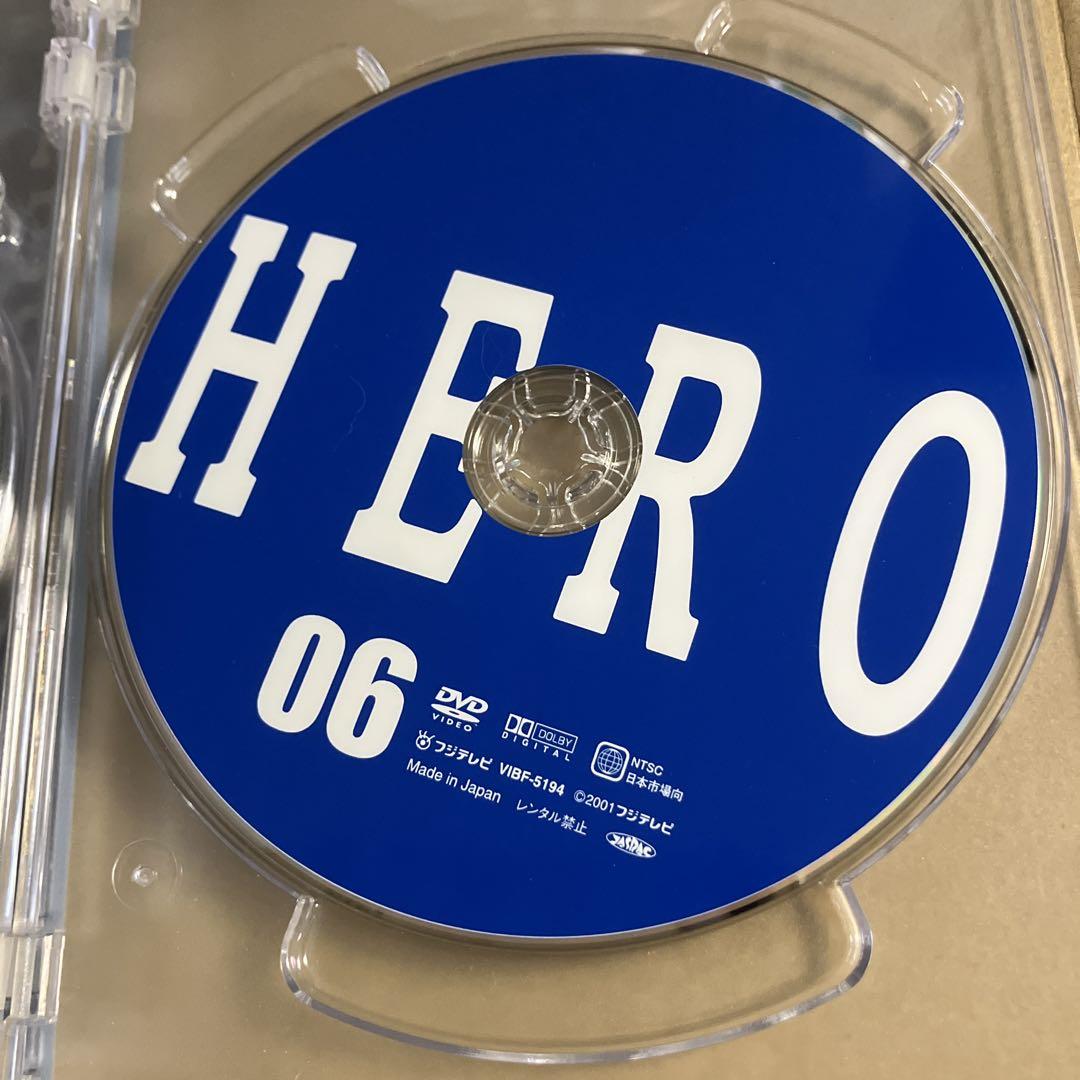 HERO
06
DVD
VIDEO
DOLBY
DIGITAL
NTSC
日本市場向
フジテレビ VIBF-5194 ©2001フジテレビ
Made in Japan レンタル禁止 JASRAC